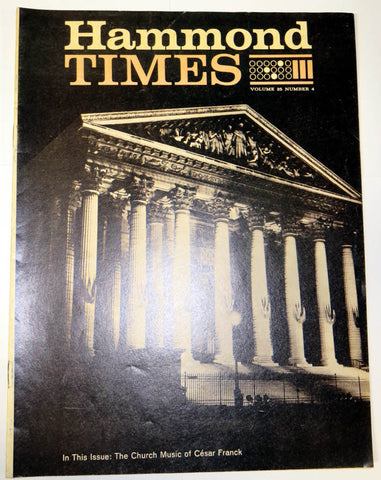 Hammond
TIMES
VOLUME 25 NUMBER 4
In This Issue: The Church Music of César Franck